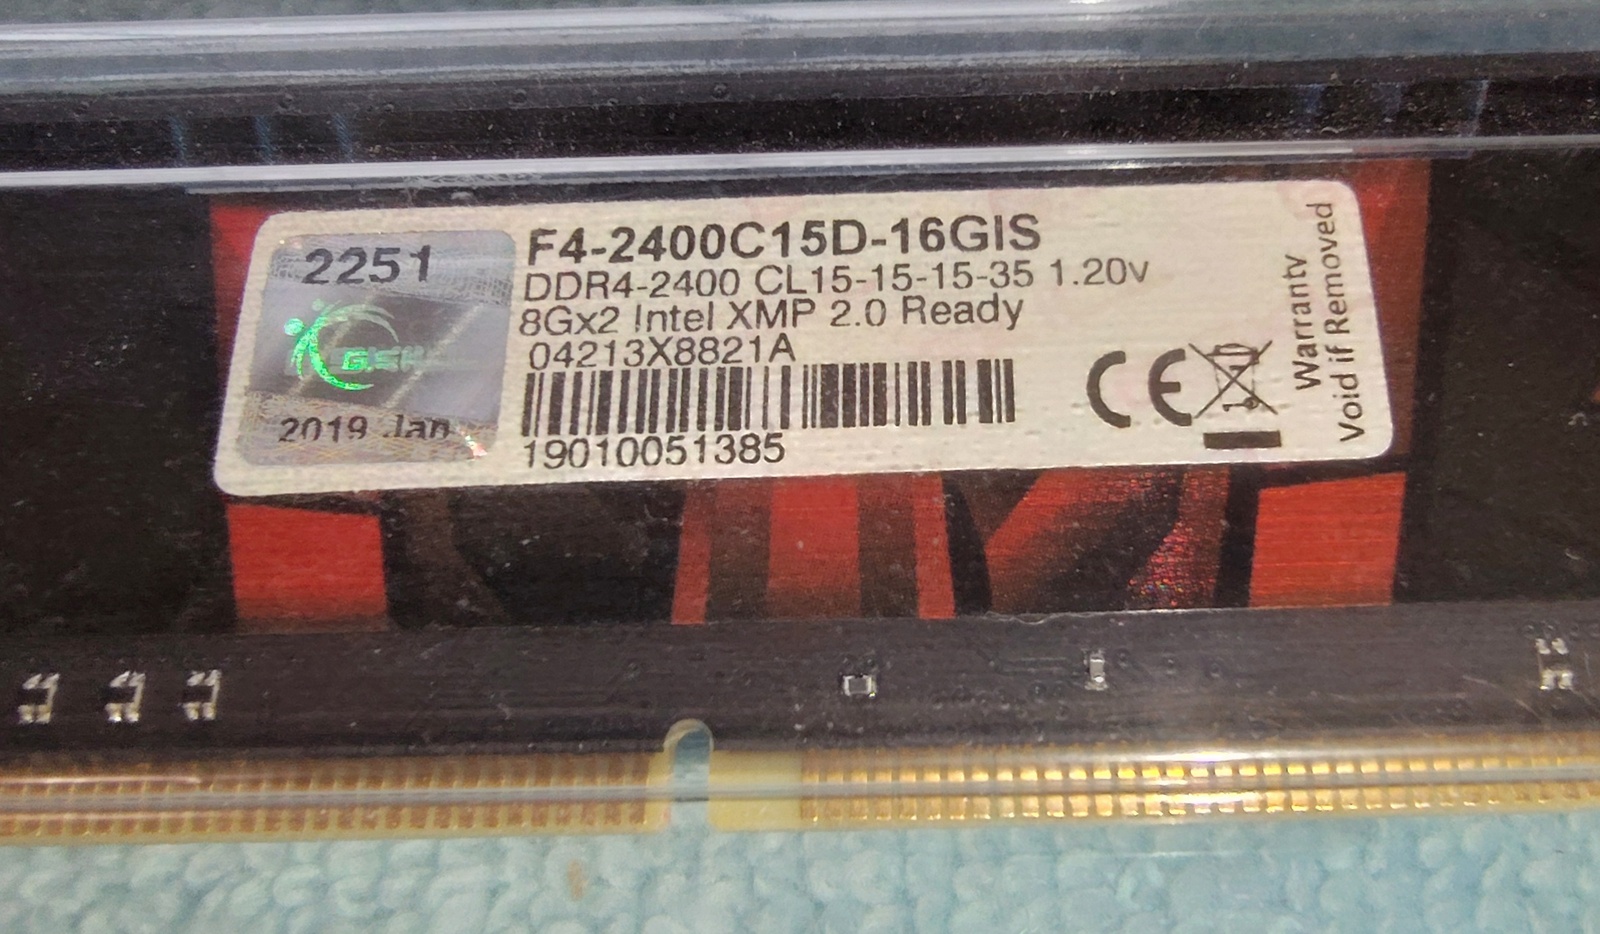 2251
G.SK
2019 Jan
F4-2400C15D-16GIS
DDR4-2400 CL15-15-15-35 1.20v
8Gx2 Intel XMP 2.0 Ready
04213X8821A
19010051385
CE
Warranty
Void if Removed